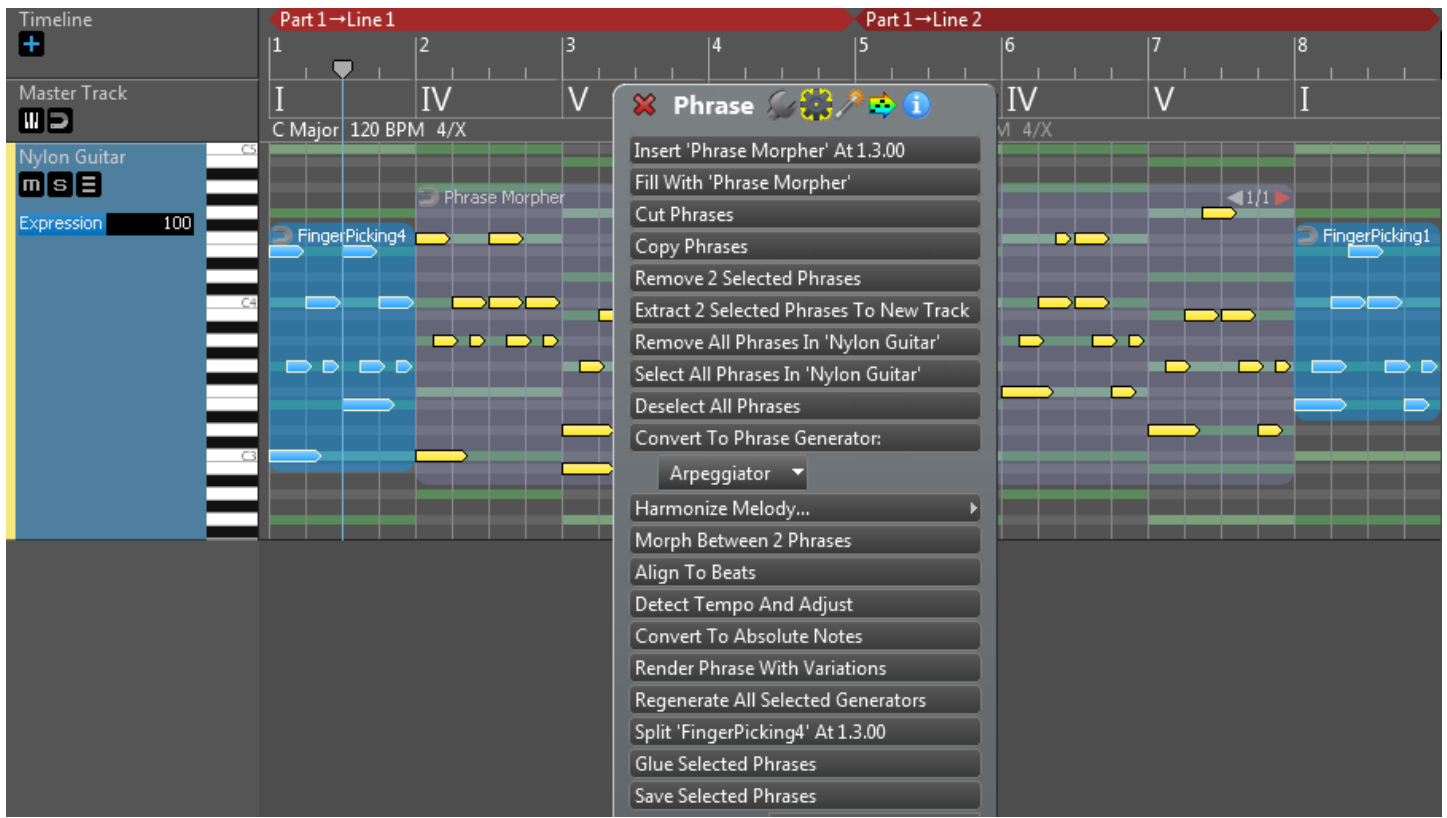 Timeline
Part 1→Line 1
Part 1→Line 2
1
2
3
4
5
6
7
8
Master Track
I
IV
V
IV
V
I
C Major 120 BPM 4/X
M 4/X
Nylon Guitar
m s
Expression 100
C5
C4
C3
FingerPicking4
Phrase Morpher
1/1
FingerPicking1
Phrase
Insert 'Phrase Morpher' At 1.3.00
Fill With 'Phrase Morpher'
Cut Phrases
Copy Phrases
Remove 2 Selected Phrases
Extract 2 Selected Phrases To New Track
Remove All Phrases In 'Nylon Guitar'
Select All Phrases In 'Nylon Guitar'
Deselect All Phrases
Convert To Phrase Generator:
Arpeggiator
Harmonize Melody...
Morph Between 2 Phrases
Align To Beats
Detect Tempo And Adjust
Convert To Absolute Notes
Render Phrase With Variations
Regenerate All Selected Generators
Split 'FingerPicking4' At 1.3.00
Glue Selected Phrases
Save Selected Phrases